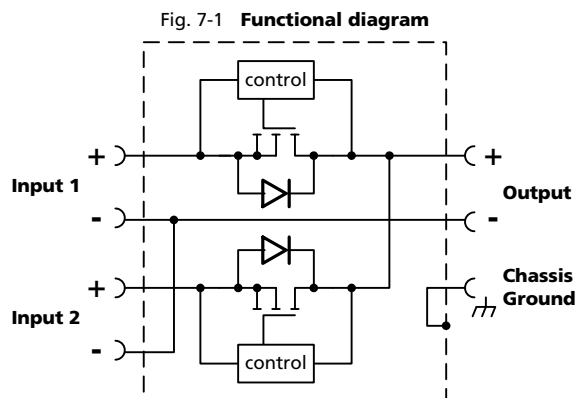 Fig. 7-1 Functional diagram
control
+
+
Input 1
Output
-
-
+
Chassis
Ground
Input 2
-
control